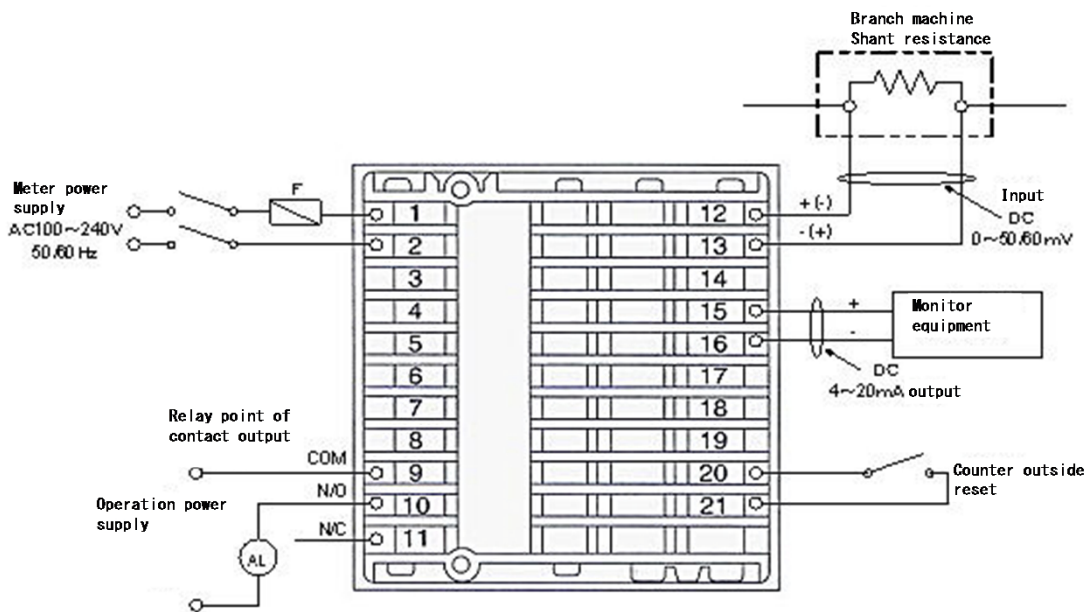 Branch machine
Shant resistance
Meter power
supply
AC100～240V
50/60 Hz
F
1
2
3
4
5
6
7
8
9
10
11
12
13
14
15
16
17
18
19
20
21
+(-)
-(+)
Input
DC
0～50/60mV
+
-
Monitor
equipment
DC
4～20mA output
Relay point of
contact output
COM
N/O
N/C
Operation power
supply
AL
Counter outside
reset